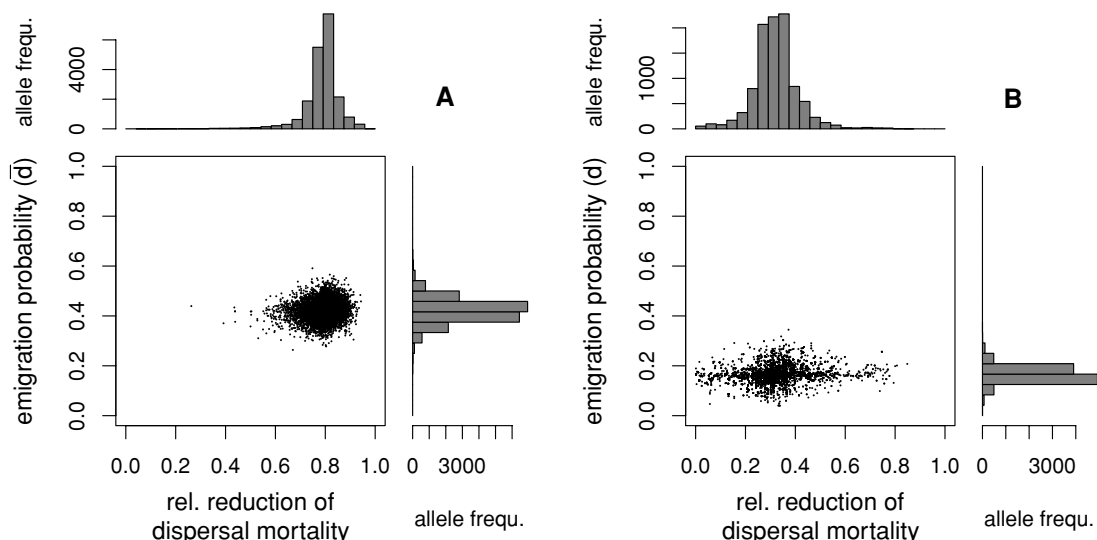 allele frequ.
0 4000
A
emigration probability (d̅)
0.0 0.2 0.4 0.6 0.8 1.0
0.0 0.2 0.4 0.6 0.8 1.0
rel. reduction of
dispersal mortality
0 3000
allele frequ.
allele frequ.
0 1000
B
emigration probability (d)
0.0 0.2 0.4 0.6 0.8 1.0
0.0 0.2 0.4 0.6 0.8 1.0
rel. reduction of
dispersal mortality
0 3000
allele frequ.